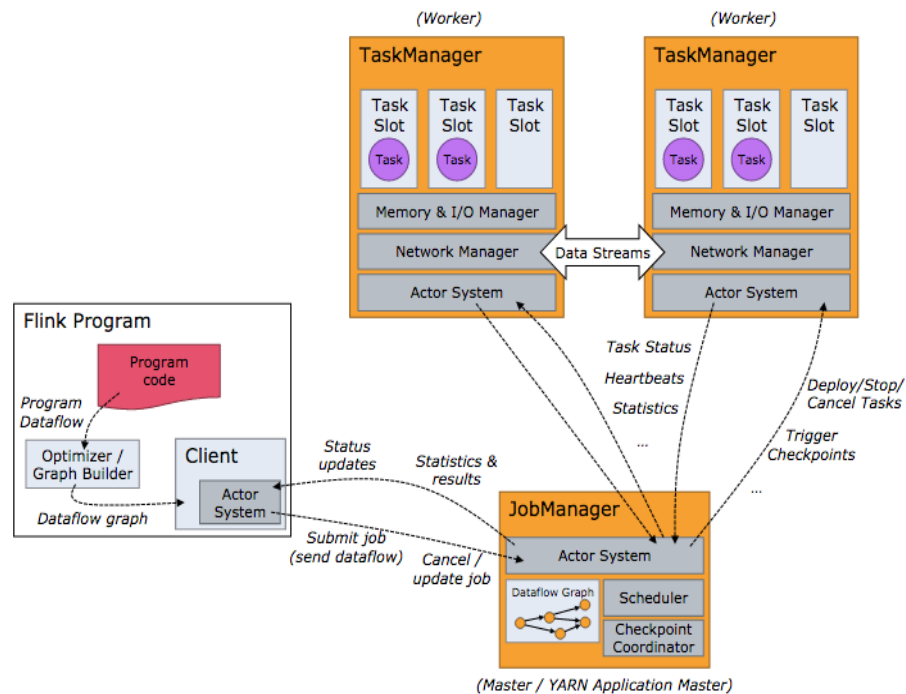 (Worker)
(Worker)
TaskManager
TaskManager
Task
Slot
Task
Slot
Task
Slot
Task
Slot
Task
Slot
Task
Slot
Task
Task
Task
Task
Memory & I/O Manager
Memory & I/O Manager
Network Manager
Data Streams
Network Manager
Actor System
Actor System
Flink Program
Program
code
Program
Dataflow
Optimizer /
Graph Builder
Dataflow graph
Client
Actor
System
Status
updates
Statistics &
results
Submit job
(send dataflow)
Cancel /
update job
Task Status
Heartbeats
Statistics
...
Deploy/Stop/
Cancel Tasks
Trigger
Checkpoints
...
JobManager
Actor System
Dataflow Graph
Scheduler
Checkpoint
Coordinator
(Master / YARN Application Master)